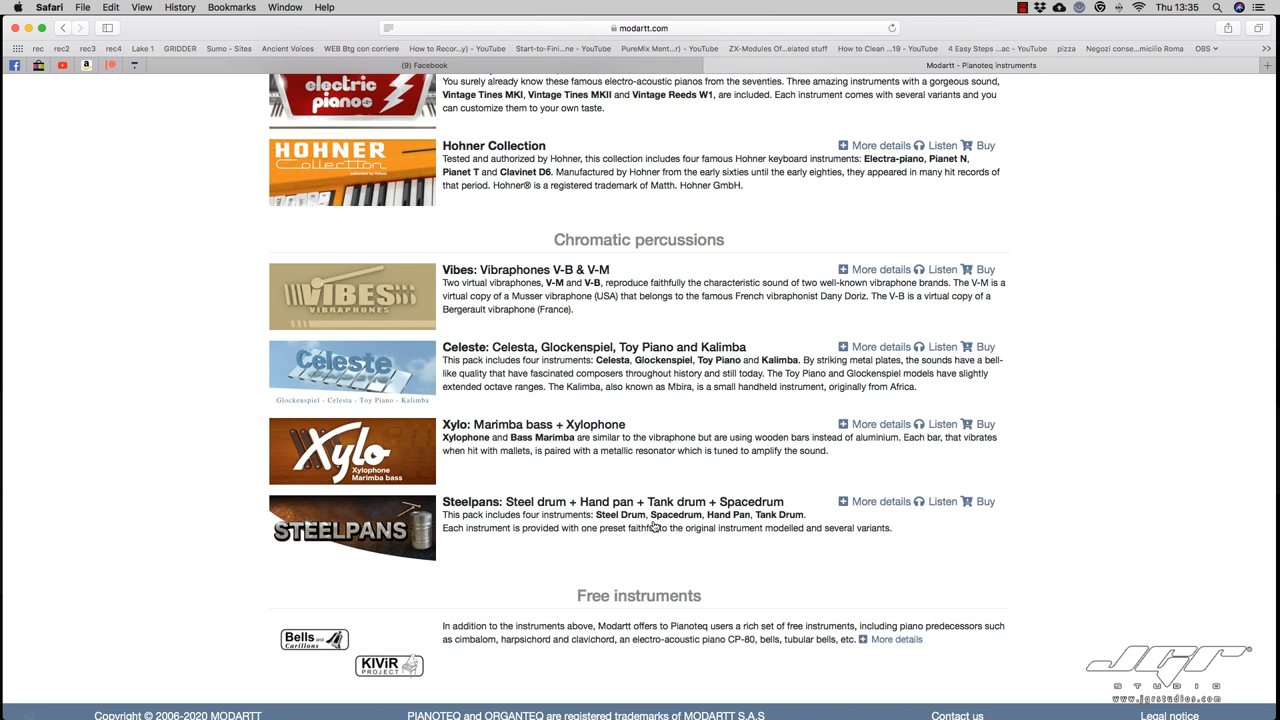 Safari File Edit View History Bookmarks Window Help Thu 13:35
modartt.com
rec rec2 rec3 rec4 Lake 1 GRIDDER Sumo - Sites Ancient Voices WEB Btg con corriere How to Recor...y) - YouTube Start-to-Fini...ne - YouTube PureMix Ment...r) - YouTube ZX-Modules Of...elated stuff How to Clean ...19 - YouTube 4 Easy Steps ...ac - YouTube pizza Negozi conse...micilio Roma OBS
(9) Facebook Modartt - Pianoteq instruments
electric
pianos
You surely already know these famous electro-acoustic pianos from the seventies. Three amazing instruments with a gorgeous sound,
Vintage Tines MKI, Vintage Tines MKII and Vintage Reeds W1, are included. Each instrument comes with several variants and you
can customize them to your own taste.
HOHNER
Collection
Hohner Collection More details Listen Buy
Tested and authorized by Hohner, this collection includes four famous Hohner keyboard instruments: Electra-piano, Pianet N,
Pianet T and Clavinet D6. Manufactured by Hohner from the early sixties until the early eighties, they appeared in many hit records of
that period. Hohner® is a registered trademark of Matth. Hohner GmbH.
Chromatic percussions
VIBES
VIBRAPHONES
Vibes: Vibraphones V-B & V-M More details Listen Buy
Two virtual vibraphones, V-M and V-B, reproduce faithfully the characteristic sound of two well-known vibraphone brands. The V-M is a
virtual copy of a Musser vibraphone (USA) that belongs to the famous French vibraphonist Dany Doriz. The V-B is a virtual copy of a
Bergerault vibraphone (France).
Celeste
Glockenspiel - Celesta - Toy Piano - Kalimba
Celeste: Celesta, Glockenspiel, Toy Piano and Kalimba More details Listen Buy
This pack includes four instruments: Celesta, Glockenspiel, Toy Piano and Kalimba. By striking metal plates, the sounds have a bell-
like quality that have fascinated composers throughout history and still today. The Toy Piano and Glockenspiel models have slightly
extended octave ranges. The Kalimba, also known as Mbira, is a small handheld instrument, originally from Africa.
Xylo
Xylophone
Marimba bass
Xylo: Marimba bass + Xylophone More details Listen Buy
Xylophone and Bass Marimba are similar to the vibraphone but are using wooden bars instead of aluminium. Each bar, that vibrates
when hit with mallets, is paired with a metallic resonator which is tuned to amplify the sound.
STEELPANS
Steelpans: Steel drum + Hand pan + Tank drum + Spacedrum More details Listen Buy
This pack includes four instruments: Steel Drum, Spacedrum, Hand Pan, Tank Drum.
Each instrument is provided with one preset faithful to the original instrument modelled and several variants.
Free instruments
Bells and
Carillons
KIViR
PROJECT
In addition to the instruments above, Modartt offers to Pianoteq users a rich set of free instruments, including piano predecessors such
as cimbalom, harpsichord and clavichord, an electro-acoustic piano CP-80, bells, tubular bells, etc. More details
JGR
STUDIO
www.jgrstudios.com
Copyright © 2006-2020 MODARTT PIANOTEQ and ORGANTEQ are registered trademarks of MODARTT S.A.S Contact us Legal notice